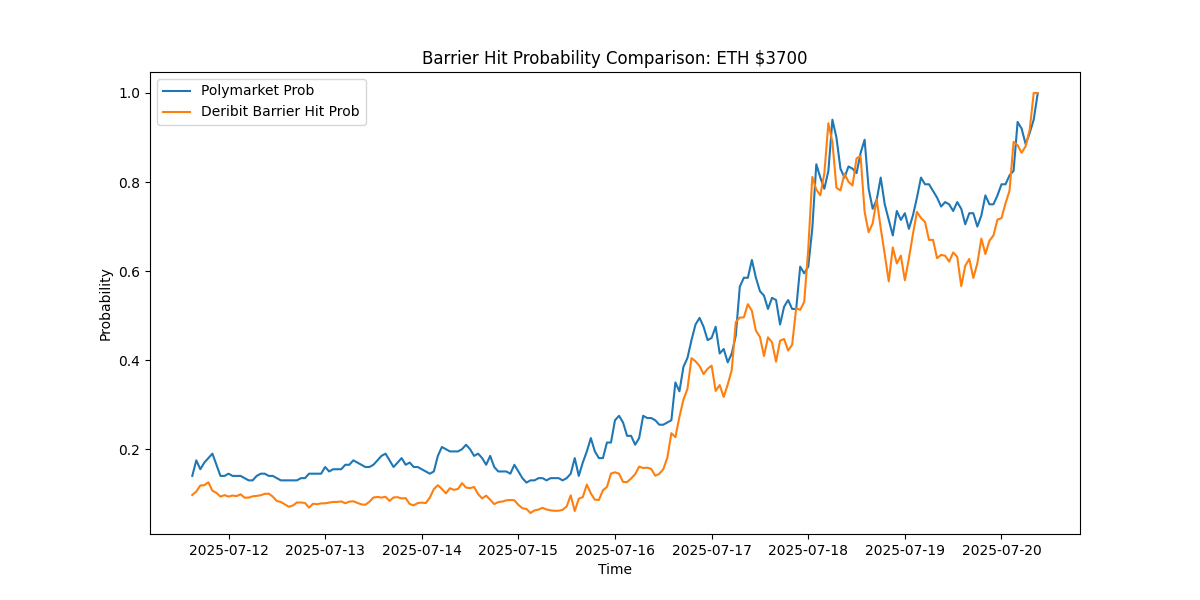 Barrier Hit Probability Comparison: ETH $3700
Polymarket Prob
Deribit Barrier Hit Prob
Probability
1.0
0.8
0.6
0.4
0.2
2025-07-12 2025-07-13 2025-07-14 2025-07-15 2025-07-16 2025-07-17 2025-07-18 2025-07-19 2025-07-20
Time